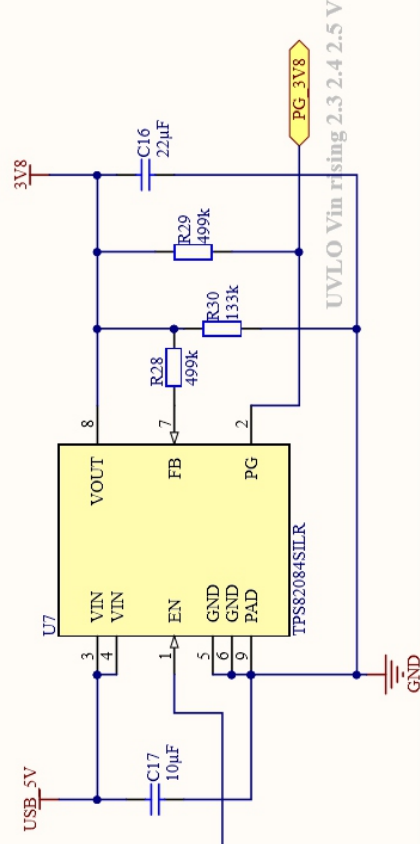 USB_5V
C17
10µF
U7
3
VIN
4
VIN
1
EN
5
GND
6
GND
9
PAD
VOUT
8
FB
7
PG
2
TPS82084SILR
GND
3V8
C16
22µF
R29
499k
R30
133k
R28
499k
PG_3V8
UVLO Vin rising 2.3 2.4 2.5 V